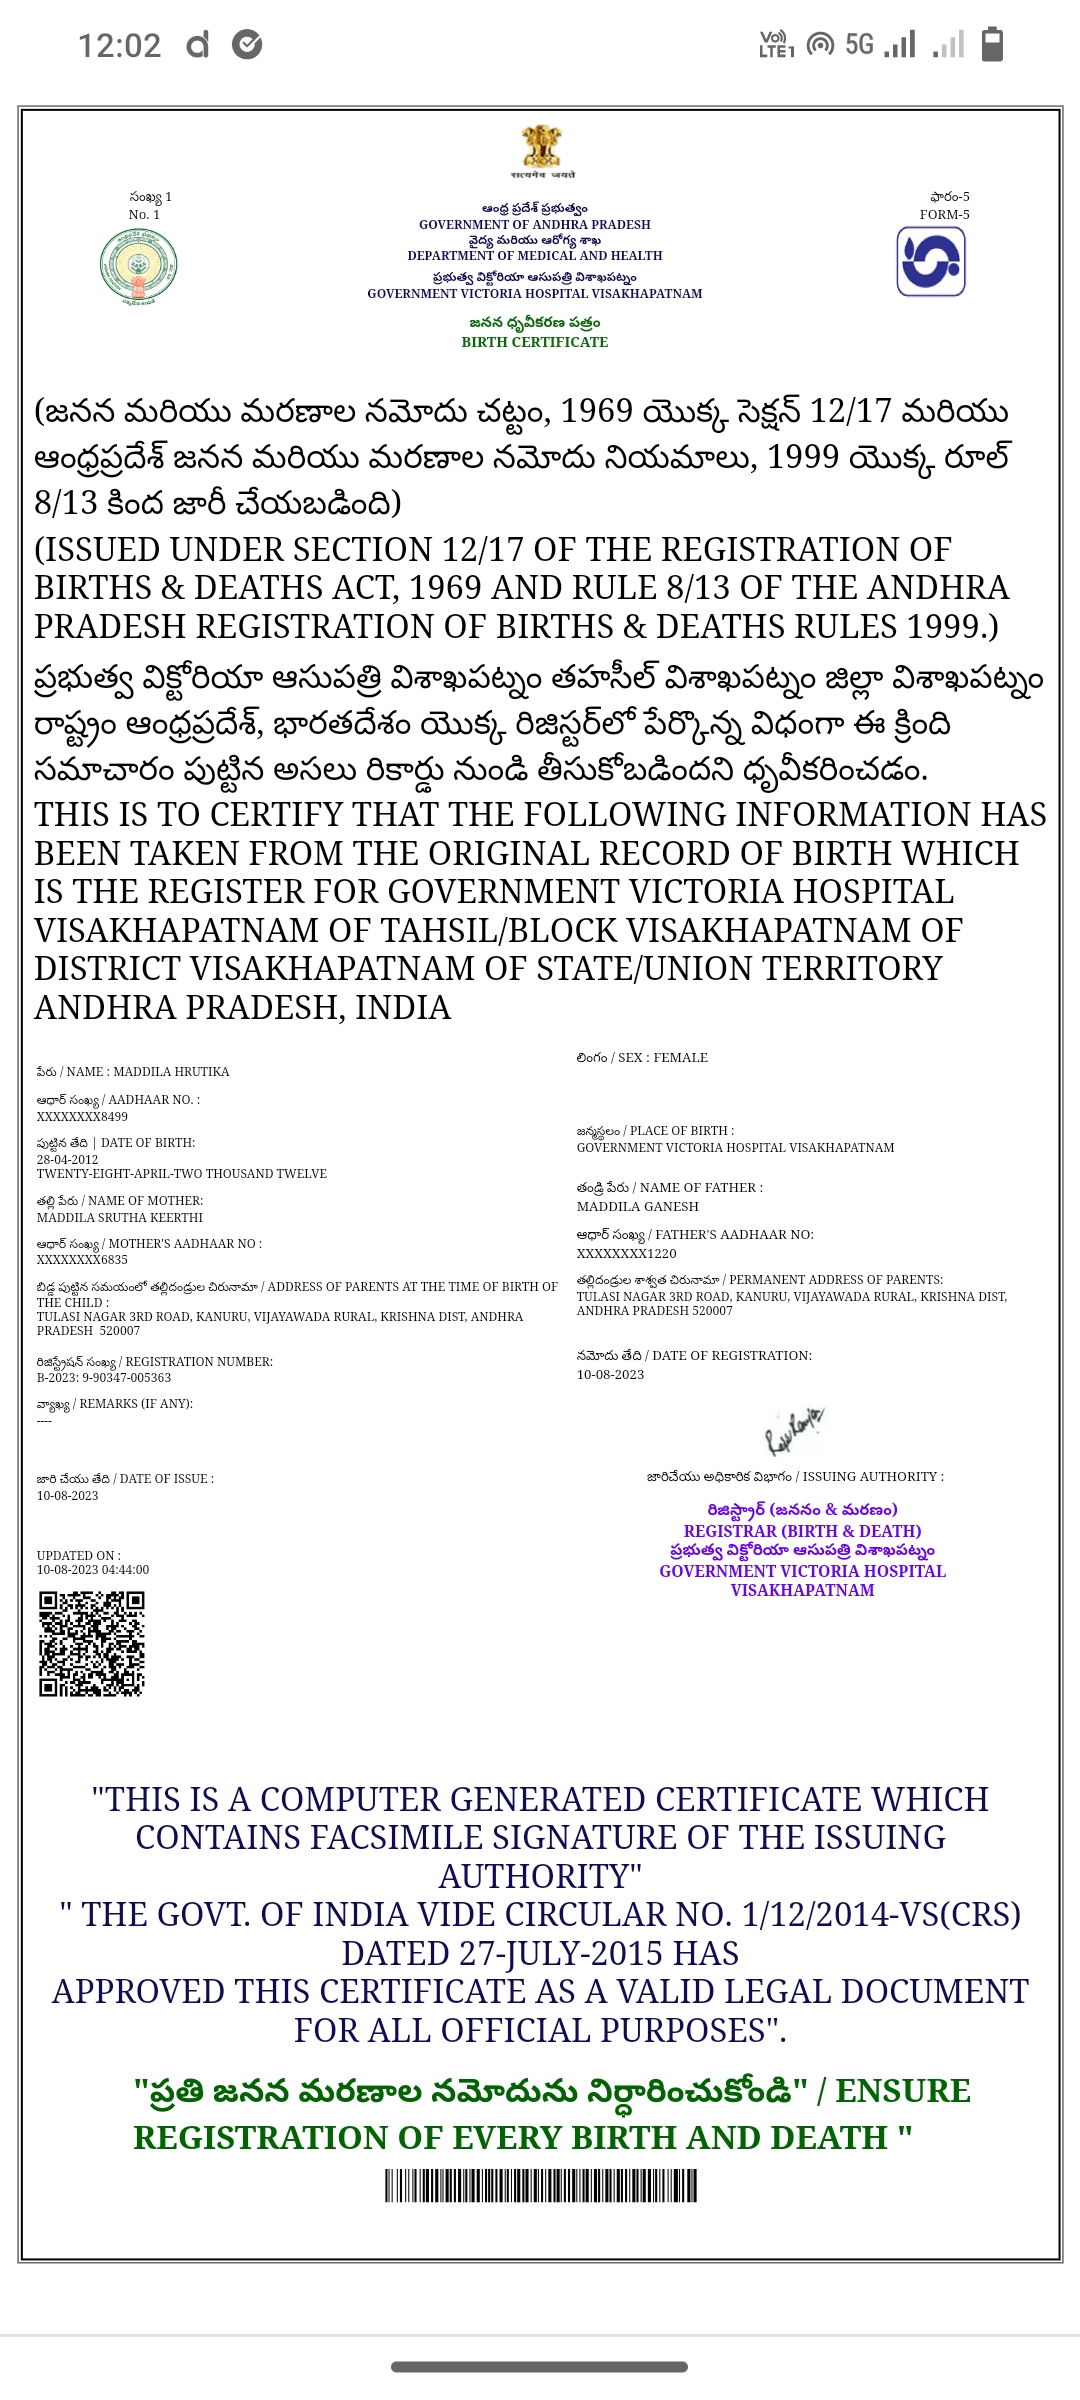 12:02
Vo)) LTE1 5G
सत्यमेव जयते
సంఖ్య 1
No. 1
ఫారం-5
FORM-5
ఆంధ్ర ప్రదేశ్ ప్రభుత్వం
GOVERNMENT OF ANDHRA PRADESH
వైద్య మరియు ఆరోగ్య శాఖ
DEPARTMENT OF MEDICAL AND HEALTH
ప్రభుత్వ విక్టోరియా ఆసుపత్రి విశాఖపట్నం
GOVERNMENT VICTORIA HOSPITAL VISAKHAPATNAM
జనన ధృవీకరణ పత్రం
BIRTH CERTIFICATE
(జనన మరియు మరణాల నమోదు చట్టం, 1969 యొక్క సెక్షన్ 12/17 మరియు
ఆంధ్రప్రదేశ్ జనన మరియు మరణాల నమోదు నియమాలు, 1999 యొక్క రూల్
8/13 కింద జారీ చేయబడింది)
(ISSUED UNDER SECTION 12/17 OF THE REGISTRATION OF
BIRTHS & DEATHS ACT, 1969 AND RULE 8/13 OF THE ANDHRA
PRADESH REGISTRATION OF BIRTHS & DEATHS RULES 1999.)
ప్రభుత్వ విక్టోరియా ఆసుపత్రి విశాఖపట్నం తహసీల్ విశాఖపట్నం జిల్లా విశాఖపట్నం
రాష్ట్రం ఆంధ్రప్రదేశ్, భారతదేశం యొక్క రిజిస్టర్‌లో పేర్కొన్న విధంగా ఈ క్రింది
సమాచారం పుట్టిన అసలు రికార్డు నుండి తీసుకోబడిందని ధృవీకరించడం.
THIS IS TO CERTIFY THAT THE FOLLOWING INFORMATION HAS
BEEN TAKEN FROM THE ORIGINAL RECORD OF BIRTH WHICH
IS THE REGISTER FOR GOVERNMENT VICTORIA HOSPITAL
VISAKHAPATNAM OF TAHSIL/BLOCK VISAKHAPATNAM OF
DISTRICT VISAKHAPATNAM OF STATE/UNION TERRITORY
ANDHRA PRADESH, INDIA
పేరు / NAME : MADDILA HRUTIKA
లింగం / SEX : FEMALE
ఆధార్ సంఖ్య / AADHAAR NO. :
XXXXXXXX8499
పుట్టిన తేది | DATE OF BIRTH:
28-04-2012
TWENTY-EIGHT-APRIL-TWO THOUSAND TWELVE
జన్మస్థలం / PLACE OF BIRTH :
GOVERNMENT VICTORIA HOSPITAL VISAKHAPATNAM
తల్లి పేరు / NAME OF MOTHER:
MADDILA SRUTHA KEERTHI
తండ్రి పేరు / NAME OF FATHER :
MADDILA GANESH
ఆధార్ సంఖ్య / MOTHER'S AADHAAR NO :
XXXXXXXX6835
ఆధార్ సంఖ్య / FATHER'S AADHAAR NO:
XXXXXXXX1220
బిడ్డ పుట్టిన సమయంలో తల్లిదండ్రుల చిరునామా / ADDRESS OF PARENTS AT THE TIME OF BIRTH OF
THE CHILD :
TULASI NAGAR 3RD ROAD, KANURU, VIJAYAWADA RURAL, KRISHNA DIST, ANDHRA
PRADESH 520007
తల్లిదండ్రుల శాశ్వత చిరునామా / PERMANENT ADDRESS OF PARENTS:
TULASI NAGAR 3RD ROAD, KANURU, VIJAYAWADA RURAL, KRISHNA DIST,
ANDHRA PRADESH 520007
రిజిస్ట్రేషన్ సంఖ్య / REGISTRATION NUMBER:
B-2023: 9-90347-005363
నమోదు తేది / DATE OF REGISTRATION:
10-08-2023
వ్యాఖ్య / REMARKS (IF ANY):
----
జారి చేయు తేది / DATE OF ISSUE :
10-08-2023
జారిచేయు అధికారిక విభాగం / ISSUING AUTHORITY :
రిజిస్ట్రార్ (జననం & మరణం)
REGISTRAR (BIRTH & DEATH)
ప్రభుత్వ విక్టోరియా ఆసుపత్రి విశాఖపట్నం
GOVERNMENT VICTORIA HOSPITAL
VISAKHAPATNAM
UPDATED ON :
10-08-2023 04:44:00
"THIS IS A COMPUTER GENERATED CERTIFICATE WHICH
CONTAINS FACSIMILE SIGNATURE OF THE ISSUING
AUTHORITY"
" THE GOVT. OF INDIA VIDE CIRCULAR NO. 1/12/2014-VS(CRS)
DATED 27-JULY-2015 HAS
APPROVED THIS CERTIFICATE AS A VALID LEGAL DOCUMENT
FOR ALL OFFICIAL PURPOSES".
"ప్రతి జనన మరణాల నమోదును నిర్ధారించుకోండి" / ENSURE
REGISTRATION OF EVERY BIRTH AND DEATH "